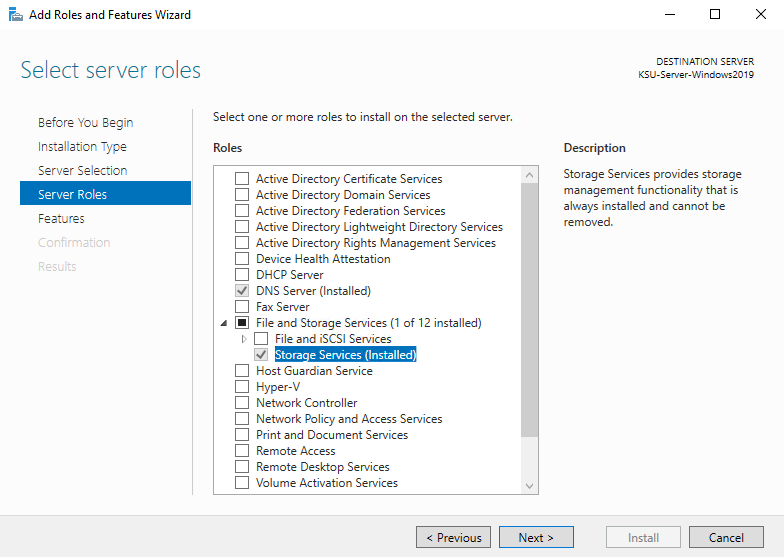 Add Roles and Features Wizard
Select server roles
DESTINATION SERVER
KSU-Server-Windows2019
Before You Begin
Installation Type
Server Selection
Server Roles
Features
Confirmation
Results
Select one or more roles to install on the selected server.
Roles
Active Directory Certificate Services
Active Directory Domain Services
Active Directory Federation Services
Active Directory Lightweight Directory Services
Active Directory Rights Management Services
Device Health Attestation
DHCP Server
DNS Server (Installed)
Fax Server
File and Storage Services (1 of 12 installed)
File and iSCSI Services
Storage Services (Installed)
Host Guardian Service
Hyper-V
Network Controller
Network Policy and Access Services
Print and Document Services
Remote Access
Remote Desktop Services
Volume Activation Services
Description
Storage Services provides storage
management functionality that is
always installed and cannot be
removed.
< Previous
Next >
Install
Cancel